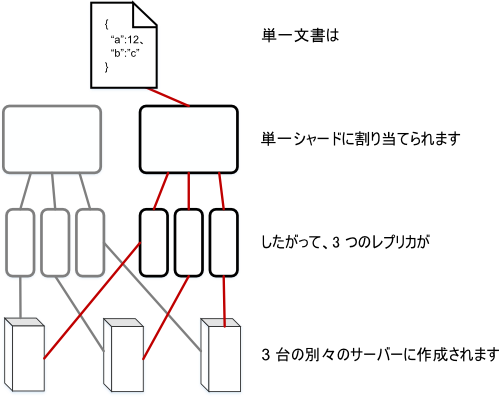 {
"a":12、
"b":"c"
}
単一文書は
単一シャードに割り当てられます
したがって、3 つのレプリカが
3 台の別々のサーバーに作成されます